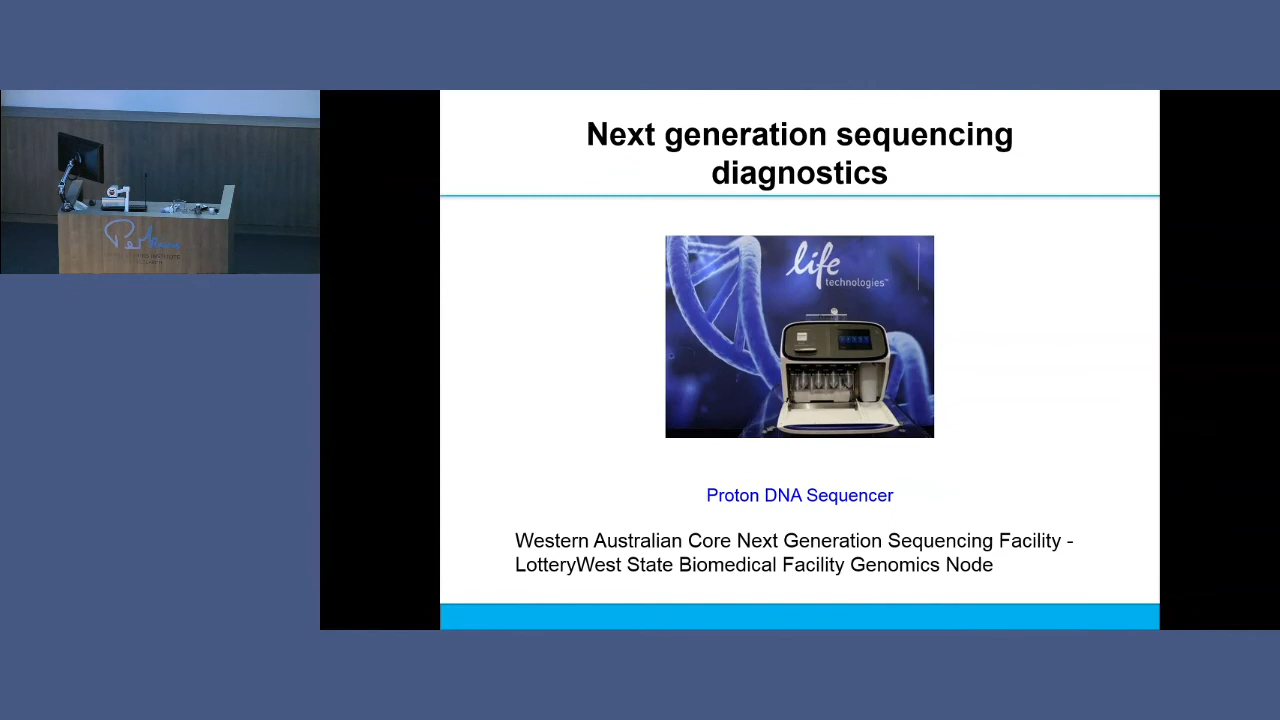 Next generation sequencing
diagnostics
life
technologies™
Proton DNA Sequencer
Western Australian Core Next Generation Sequencing Facility -
LotteryWest State Biomedical Facility Genomics Node